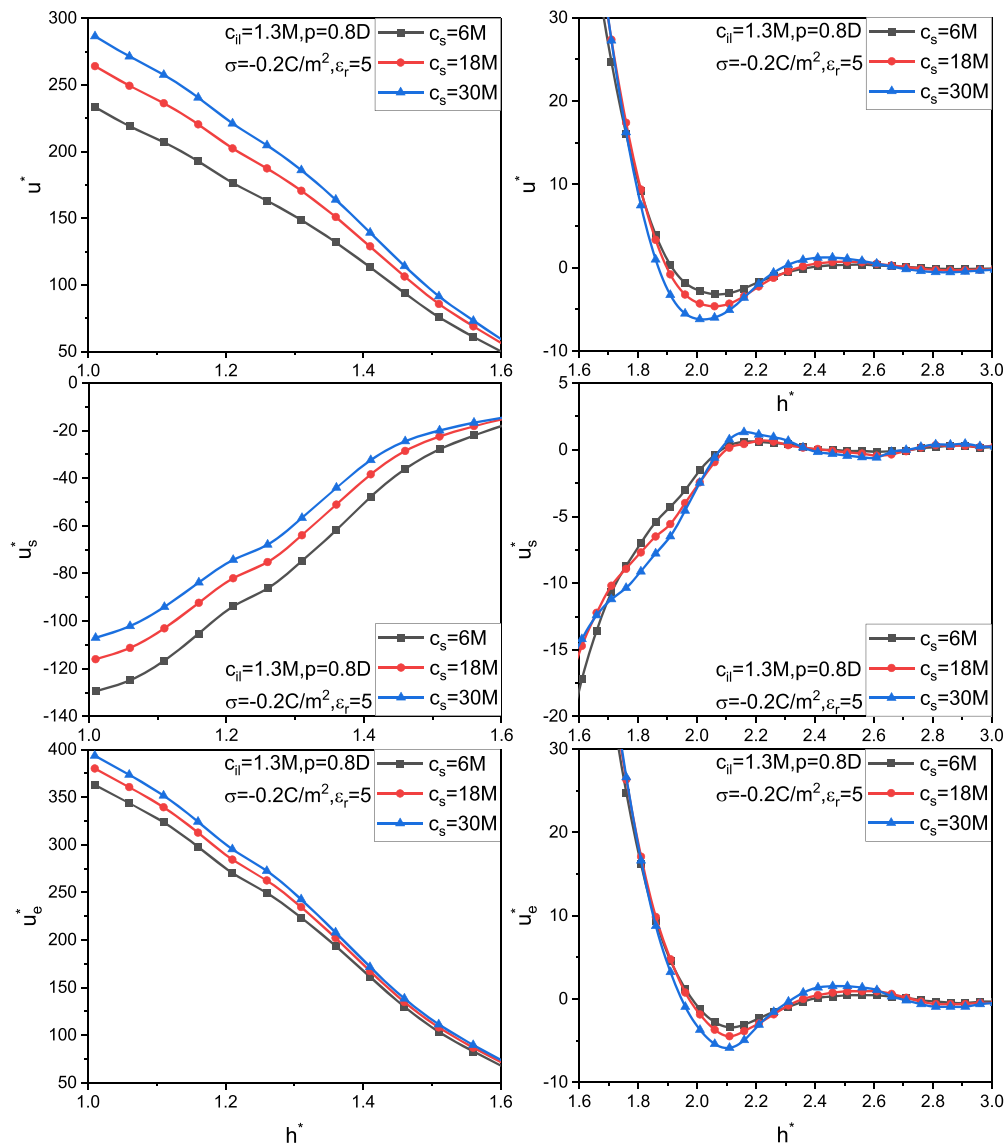 300
250
200
150
100
50
1.0
1.2
1.4
1.6
u*
c_il=1.3M,p=0.8D
σ=-0.2C/m²,ε_r=5
c_s=6M
c_s=18M
c_s=30M
30
20
10
0
-10
1.6
1.8
2.0
2.2
2.4
2.6
2.8
3.0
u*
h*
c_il=1.3M,p=0.8D
σ=-0.2C/m²,ε_r=5
c_s=6M
c_s=18M
c_s=30M
0
-20
-40
-60
-80
-100
-120
-140
1.0
1.2
1.4
1.6
u_s*
c_s=6M
c_il=1.3M,p=0.8D
c_s=18M
σ=-0.2C/m²,ε_r=5
c_s=30M
5
0
-5
-10
-15
-20
1.6
1.8
2.0
2.2
2.4
2.6
2.8
3.0
u_s*
c_s=6M
c_il=1.3M,p=0.8D
c_s=18M
σ=-0.2C/m²,ε_r=5
c_s=30M
400
350
300
250
200
150
100
50
1.0
1.2
1.4
1.6
u_e*
h*
c_il=1.3M,p=0.8D
σ=-0.2C/m²,ε_r=5
c_s=6M
c_s=18M
c_s=30M
30
20
10
0
-10
1.6
1.8
2.0
2.2
2.4
2.6
2.8
3.0
u_e*
h*
c_il=1.3M,p=0.8D
σ=-0.2C/m²,ε_r=5
c_s=6M
c_s=18M
c_s=30M